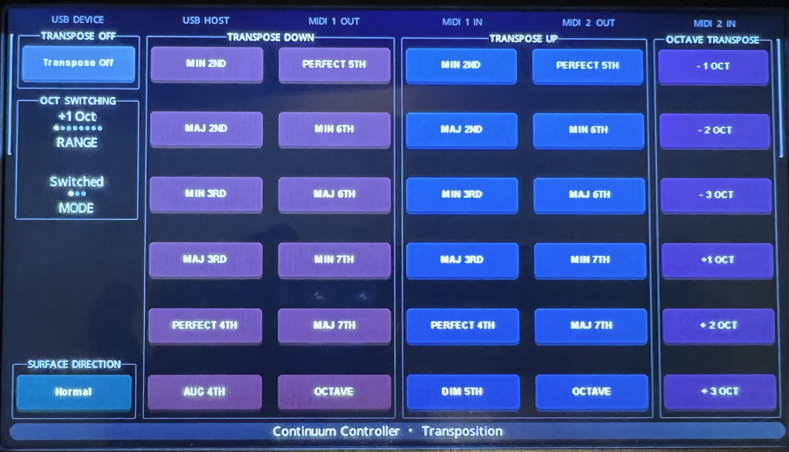 USB DEVICE
USB HOST
MIDI 1 OUT
MIDI 1 IN
MIDI 2 OUT
MIDI 2 IN
TRANSPOSE OFF
Transpose Off
OCT SWITCHING
+1 Oct
RANGE
Switched
MODE
SURFACE DIRECTION
Normal
TRANSPOSE DOWN
MIN 2ND
PERFECT 5TH
MAJ 2ND
MIN 6TH
MIN 3RD
MAJ 6TH
MAJ 3RD
MIN 7TH
PERFECT 4TH
MAJ 7TH
AUG 4TH
OCTAVE
TRANSPOSE UP
MIN 2ND
PERFECT 5TH
MAJ 2ND
MIN 6TH
MIN 3RD
MAJ 6TH
MAJ 3RD
MIN 7TH
PERFECT 4TH
MAJ 7TH
DIM 5TH
OCTAVE
OCTAVE TRANSPOSE
- 1 OCT
- 2 OCT
- 3 OCT
+1 OCT
+ 2 OCT
+ 3 OCT
Continuum Controller • Transposition